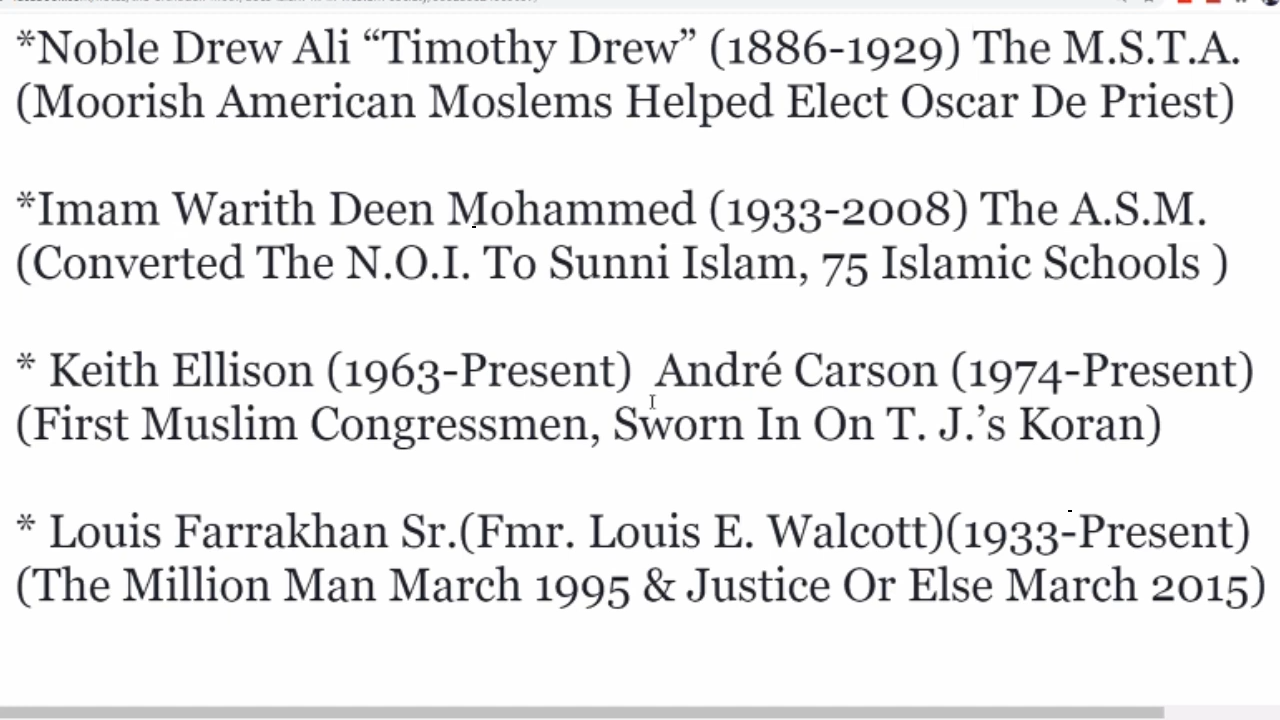 *Noble Drew Ali “Timothy Drew” (1886-1929) The M.S.T.A.
(Moorish American Moslems Helped Elect Oscar De Priest)
*Imam Warith Deen Mohammed (1933-2008) The A.S.M.
(Converted The N.O.I. To Sunni Islam, 75 Islamic Schools )
* Keith Ellison (1963-Present)  André Carson (1974-Present)
(First Muslim Congressmen, Sworn In On T. J.’s Koran)
* Louis Farrakhan Sr.(Fmr. Louis E. Walcott)(1933-Present)
(The Million Man March 1995 & Justice Or Else March 2015)